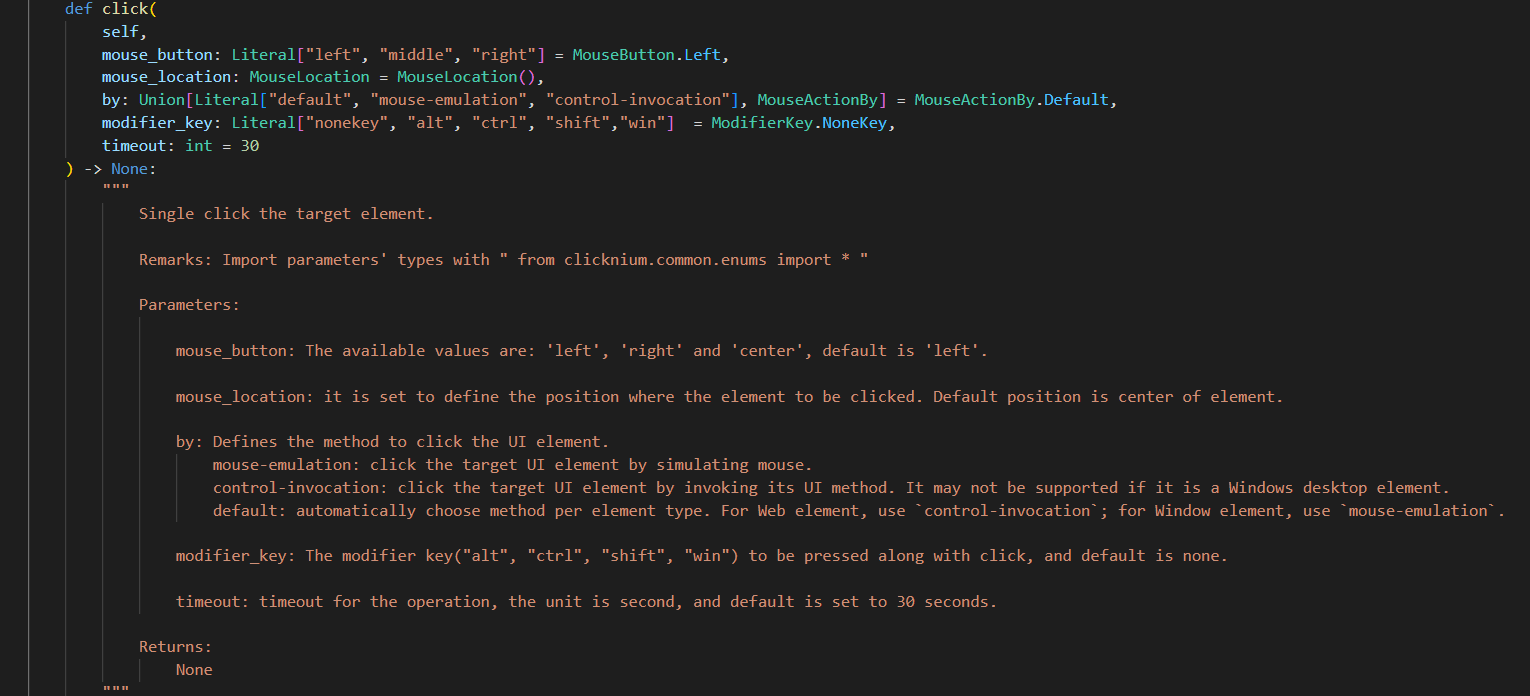 def click(
self,
mouse_button: Literal["left", "middle", "right"] = MouseButton.Left,
mouse_location: MouseLocation = MouseLocation(),
by: Union[Literal["default", "mouse-emulation", "control-invocation"], MouseActionBy] = MouseActionBy.Default,
modifier_key: Literal["nonekey", "alt", "ctrl", "shift","win"]  = ModifierKey.NoneKey,
timeout: int = 30
) -> None:
"""
Single click the target element.
Remarks: Import parameters' types with " from clicknium.common.enums import * "
Parameters:
mouse_button: The available values are: 'left', 'right' and 'center', default is 'left'.
mouse_location: it is set to define the position where the element to be clicked. Default position is center of element.
by: Defines the method to click the UI element.
mouse-emulation: click the target UI element by simulating mouse.
control-invocation: click the target UI element by invoking its UI method. It may not be supported if it is a Windows desktop element.
default: automatically choose method per element type. For Web element, use `control-invocation`; for Window element, use `mouse-emulation`.
modifier_key: The modifier key("alt", "ctrl", "shift", "win") to be pressed along with click, and default is none.
timeout: timeout for the operation, the unit is second, and default is set to 30 seconds.
Returns:
None
"""